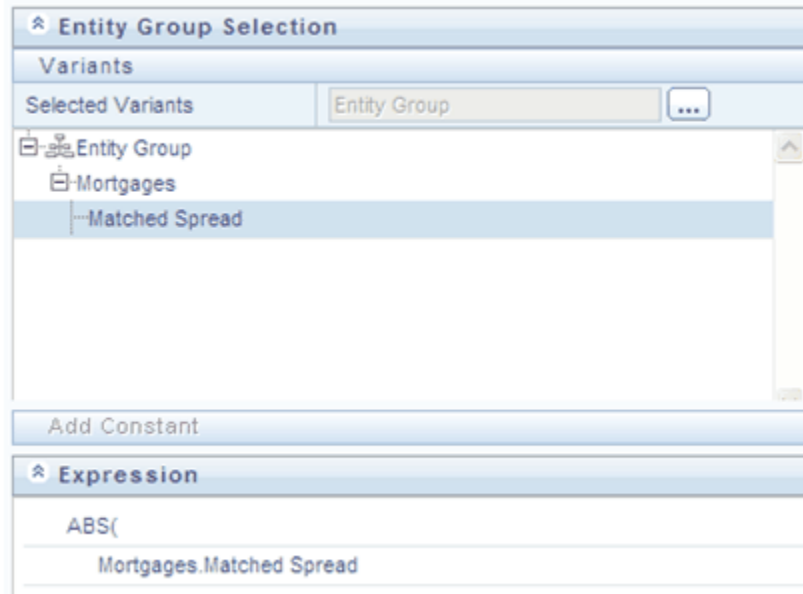 Entity Group Selection
Variants
Selected Variants Entity Group ...
Entity Group
Mortgages
Matched Spread
Add Constant
Expression
ABS(
Mortgages.Matched Spread